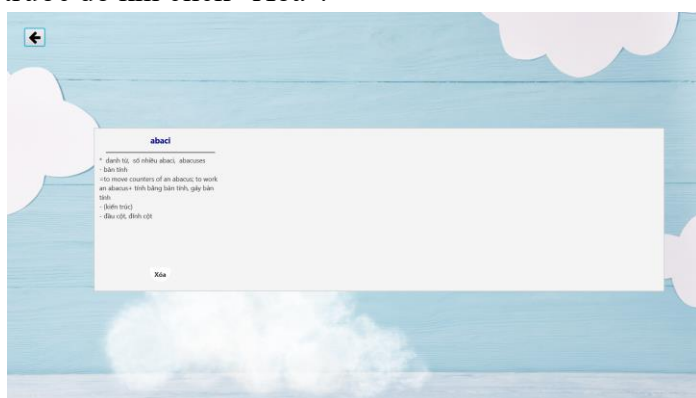 abaci
* danh từ, số nhiều abaci, abacuses
- bàn tính
=to move counters of an abacus; to work
an abacus+ tính bằng bàn tính, gảy bàn
tính
- (kiến trúc)
- đầu cột, đỉnh cột
Xóa